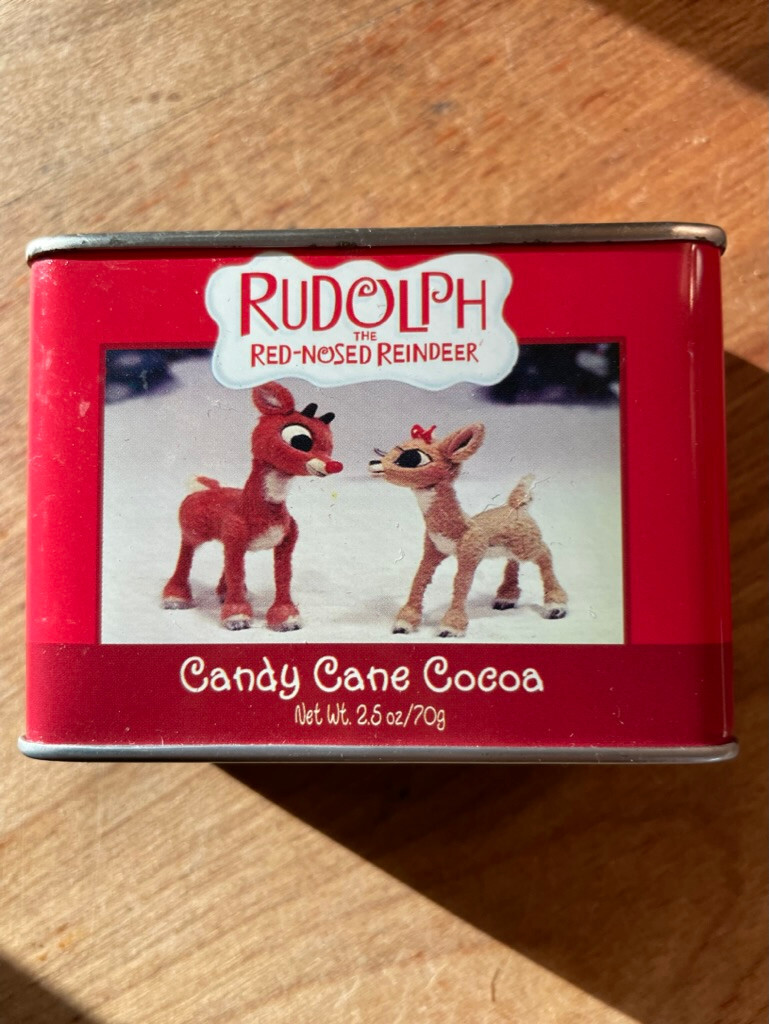 RUDOLPH
THE
RED-NOSED REINDEER
Candy Cane Cocoa
Net Wt. 2.5 oz/70g